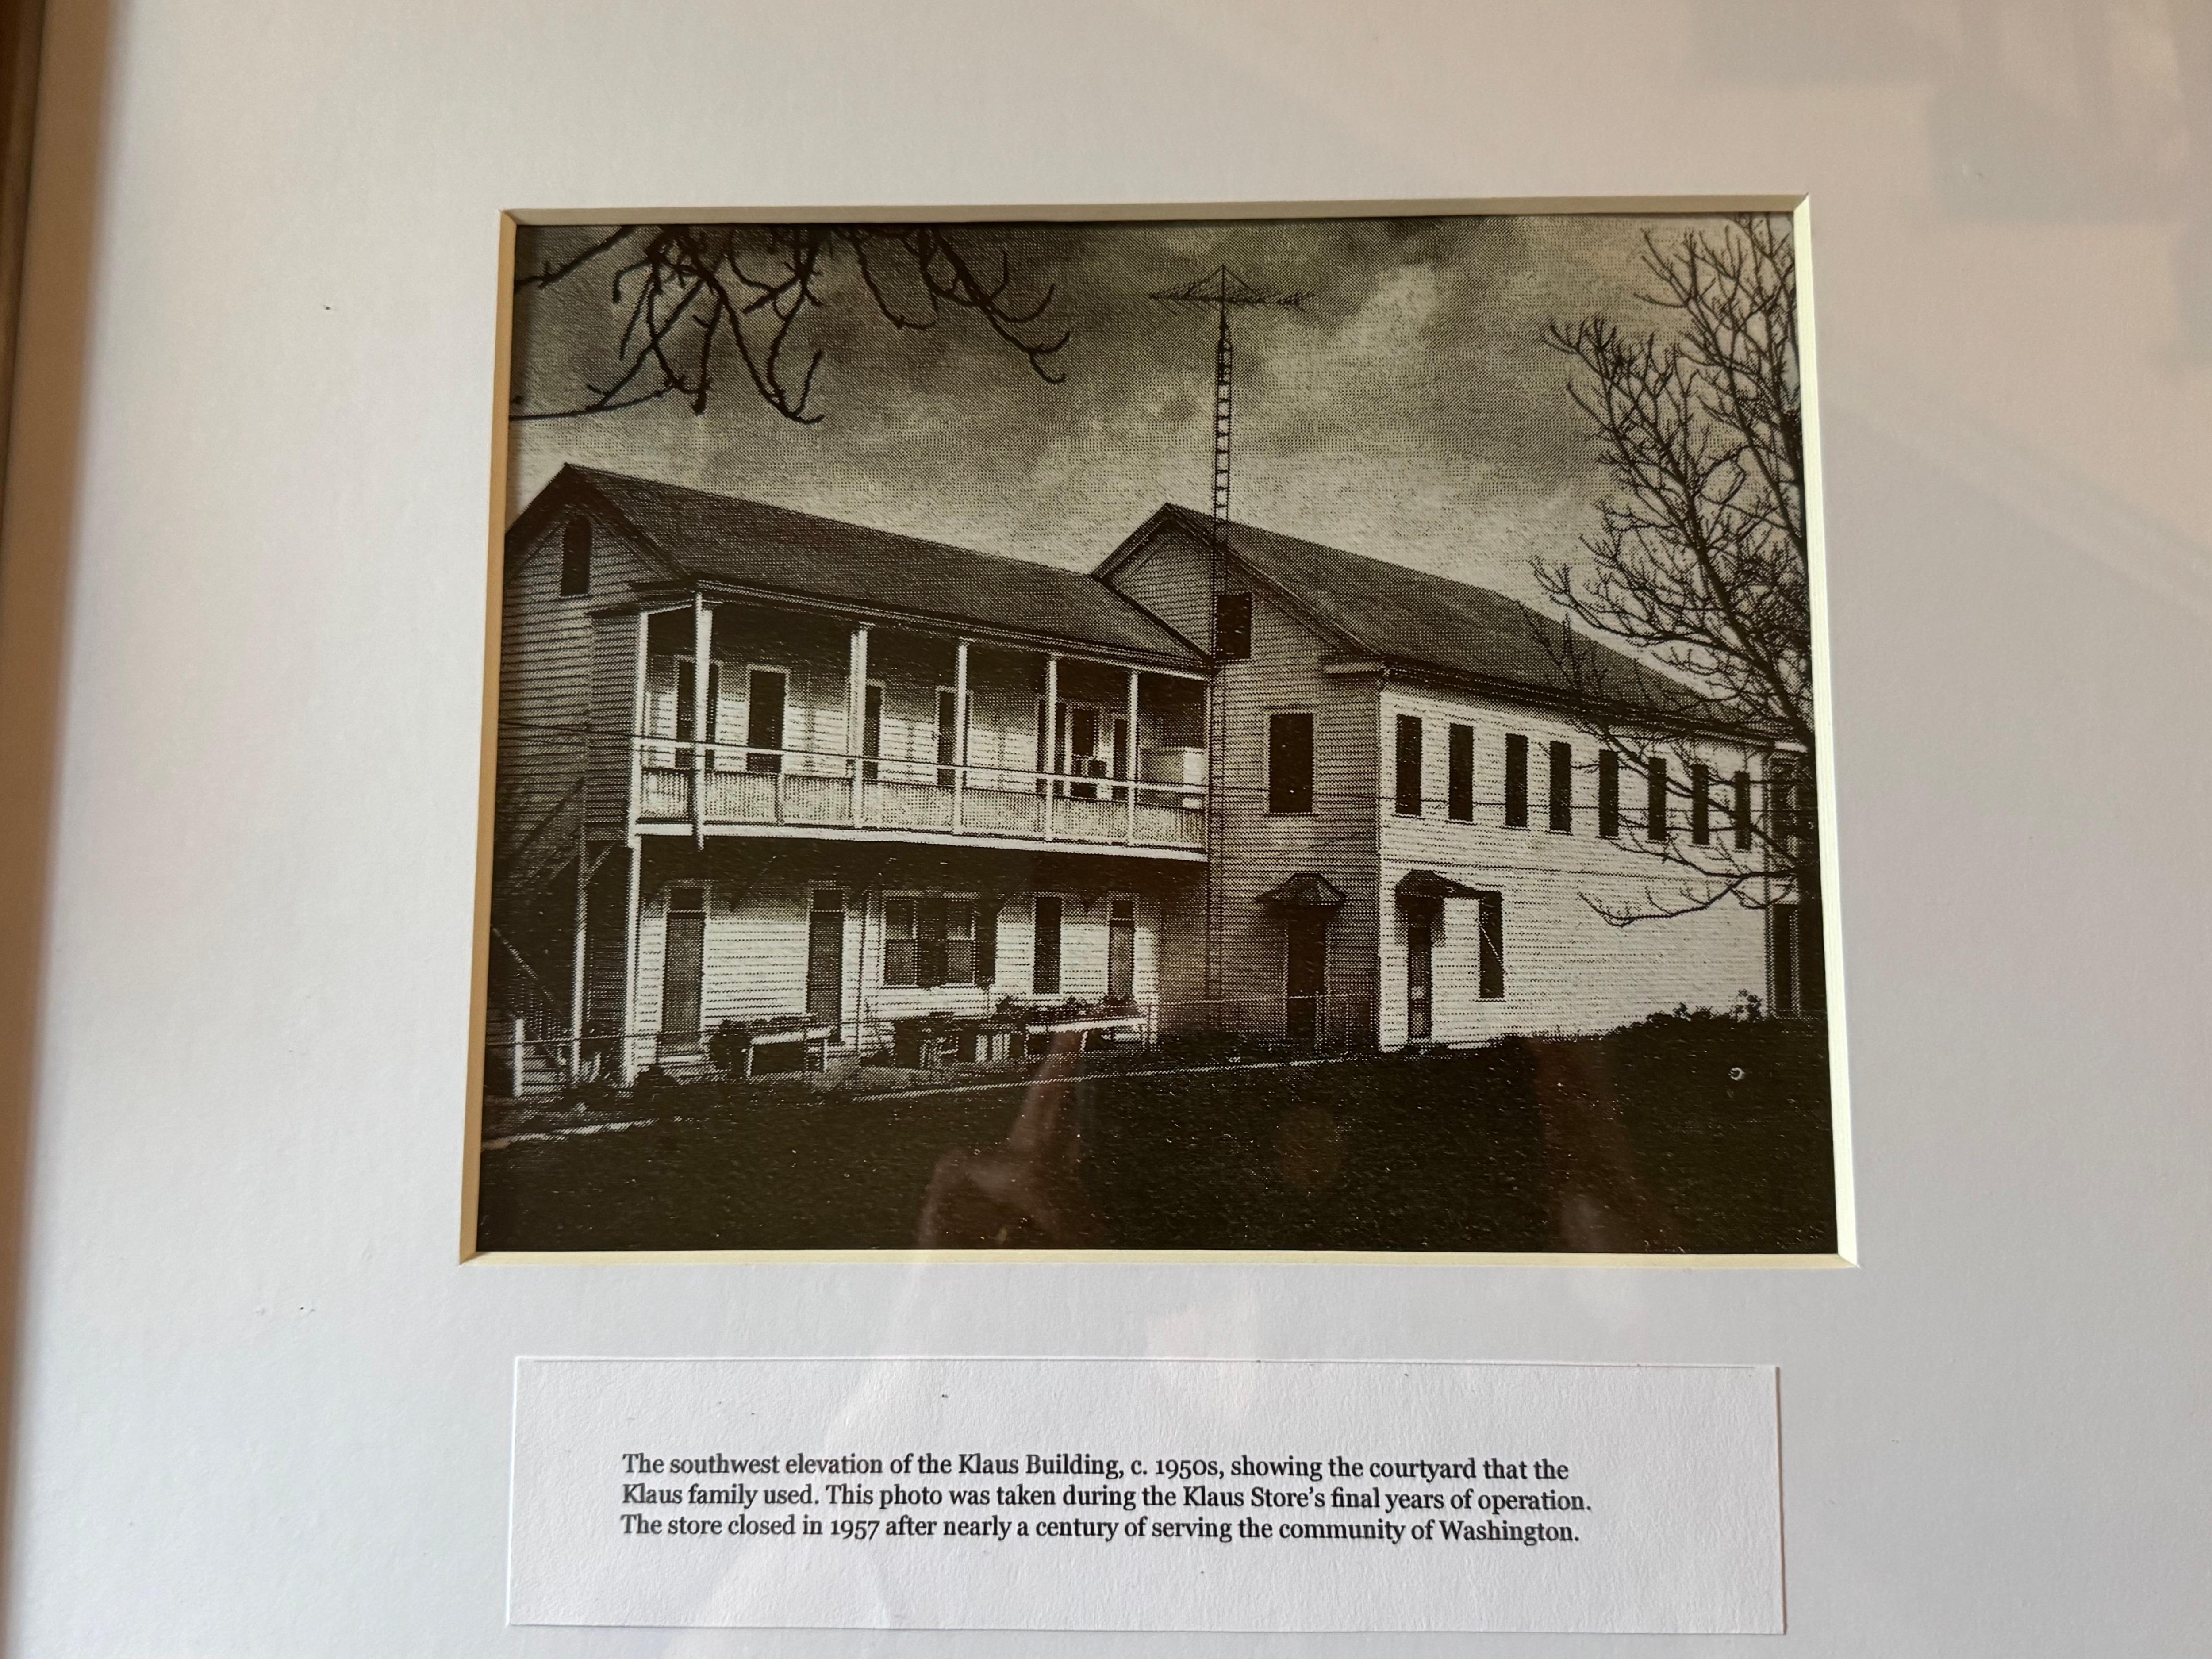 The southwest elevation of the Klaus Building, c. 1950s, showing the courtyard that the
Klaus family used. This photo was taken during the Klaus Store’s final years of operation.
The store closed in 1957 after nearly a century of serving the community of Washington.